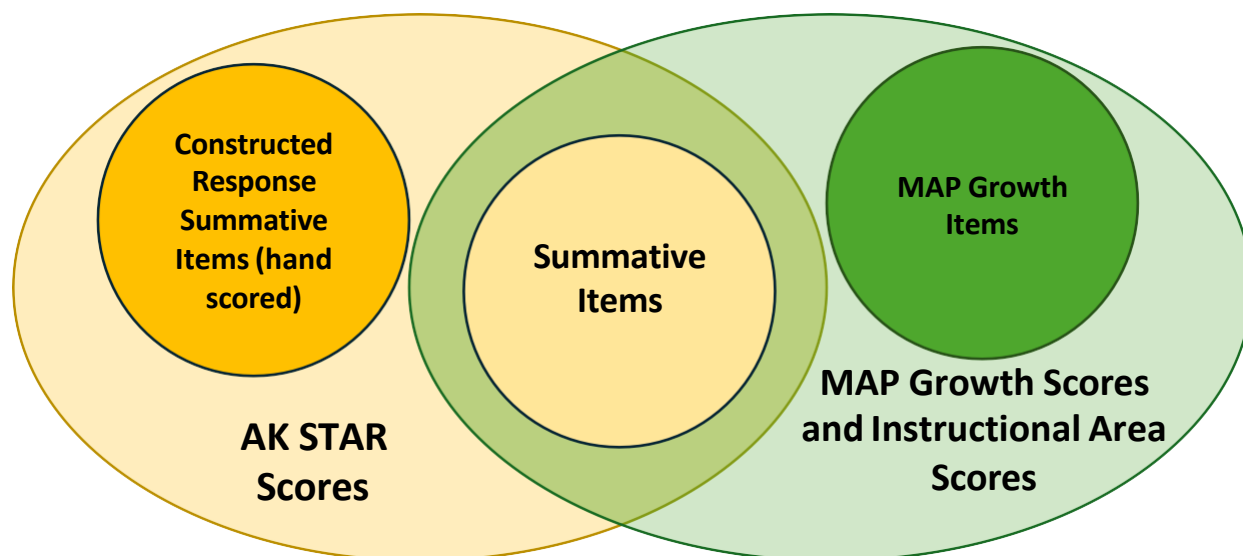 Constructed
Response
Summative
Items (hand
scored)
Summative
Items
MAP Growth
Items
AK STAR
Scores
MAP Growth Scores
and Instructional Area
Scores